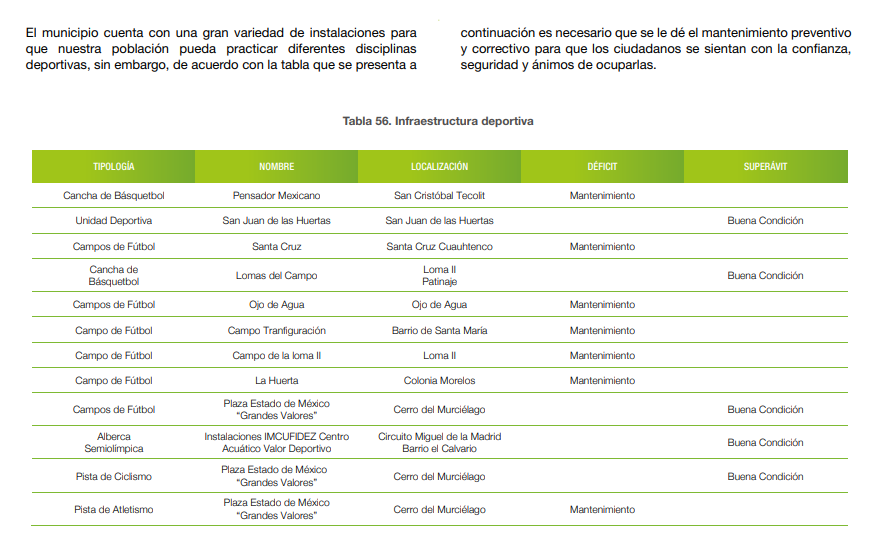 El municipio cuenta con una gran variedad de instalaciones para
que nuestra población pueda practicar diferentes disciplinas
deportivas, sin embargo, de acuerdo con la tabla que se presenta a
continuación es necesario que se le dé el mantenimiento preventivo
y correctivo para que los ciudadanos se sientan con la confianza,
seguridad y ánimos de ocuparlas.
Tabla 56. Infraestructura deportiva
TIPOLOGÍA NOMBRE LOCALIZACIÓN DÉFICIT SUPERÁVIT
Cancha de Básquetbol Pensador Mexicano San Cristóbal Tecolit Mantenimiento
Unidad Deportiva San Juan de las Huertas San Juan de las Huertas Buena Condición
Campos de Fútbol Santa Cruz Santa Cruz Cuauhtenco Mantenimiento
Cancha de
Básquetbol
Lomas del Campo
Loma II
Patinaje
Buena Condición
Campos de Fútbol Ojo de Agua Ojo de Agua Mantenimiento
Campo de Fútbol Campo Tranfiguración Barrio de Santa María Mantenimiento
Campo de Fútbol Campo de la loma II Loma II Mantenimiento
Campo de Fútbol La Huerta Colonia Morelos Mantenimiento
Campos de Fútbol
Plaza Estado de México
“Grandes Valores”
Cerro del Murciélago
Buena Condición
Alberca
Semiolímpica
Instalaciones IMCUFIDEZ Centro
Acuático Valor Deportivo
Circuito Miguel de la Madrid
Barrio el Calvario
Buena Condición
Pista de Ciclismo
Plaza Estado de México
“Grandes Valores”
Cerro del Murciélago
Buena Condición
Pista de Atletismo
Plaza Estado de México
“Grandes Valores”
Cerro del Murciélago
Mantenimiento